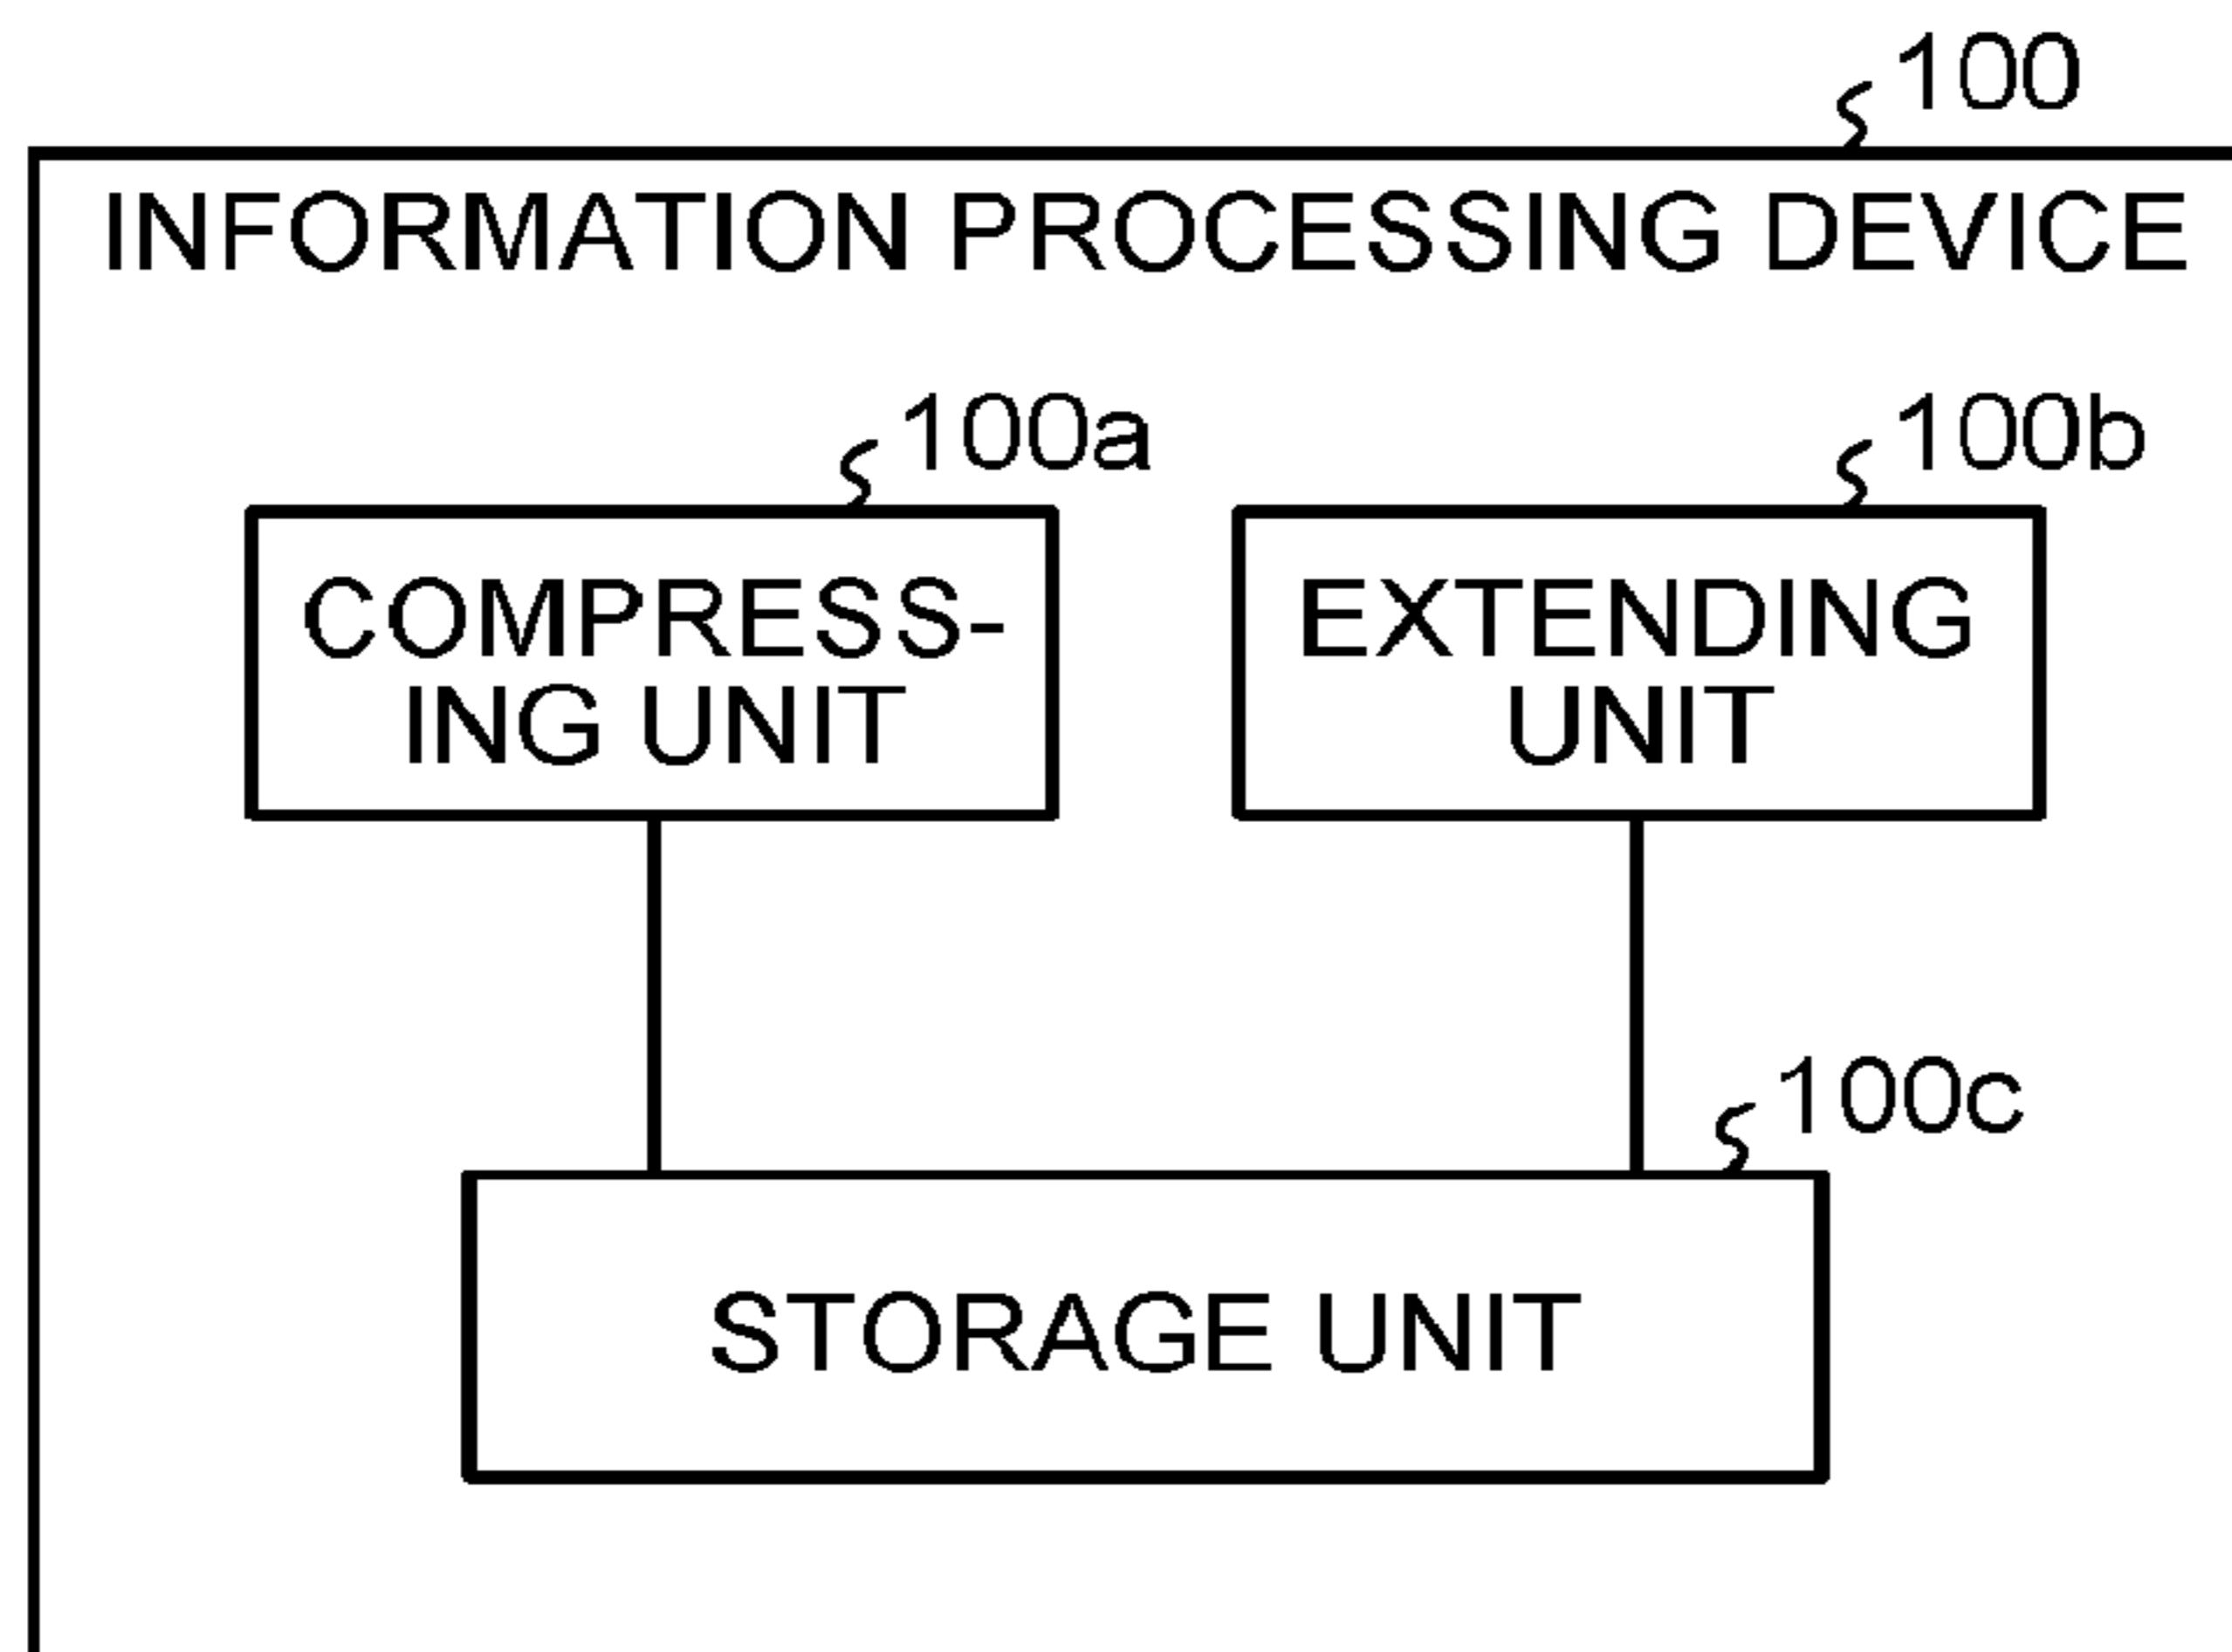 100
INFORMATION PROCESSING DEVICE
100a
100b
COMPRESS-
ING UNIT
EXTENDING
UNIT
100c
STORAGE UNIT